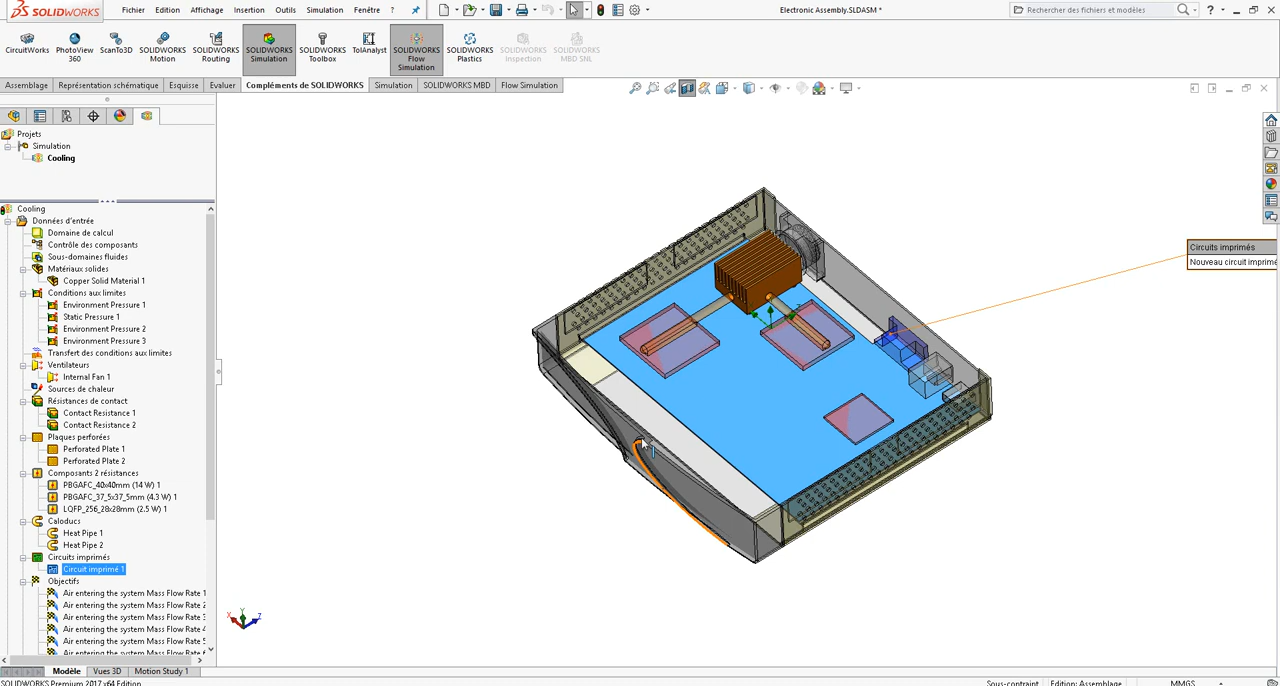 SOLIDWORKS
Fichier Edition Affichage Insertion Outils Simulation Fenêtre ?
Electronic Assembly.SLDASM *
Rechercher des fichiers et modèles
CircuitWorks
PhotoView 360
ScanTo3D
SOLIDWORKS Motion
SOLIDWORKS Routing
SOLIDWORKS Simulation
SOLIDWORKS Toolbox
TolAnalyst
SOLIDWORKS Flow Simulation
SOLIDWORKS Plastics
SOLIDWORKS Inspection
SOLIDWORKS MBD SNL
Assemblage Représentation schématique Esquisse Evaluer Compléments de SOLIDWORKS Simulation SOLIDWORKS MBD Flow Simulation
Projets
Simulation
Cooling
Cooling
Données d'entrée
Domaine de calcul
Contrôle des composants
Sous-domaines fluides
Matériaux solides
Copper Solid Material 1
Conditions aux limites
Environment Pressure 1
Static Pressure 1
Environment Pressure 2
Environment Pressure 3
Transfert des conditions aux limites
Ventilateurs
Internal Fan 1
Sources de chaleur
Résistances de contact
Contact Resistance 1
Contact Resistance 2
Plaques perforées
Perforated Plate 1
Perforated Plate 2
Composants 2 résistances
PBGAFC_40x40mm (14 W) 1
PBGAFC_37_5x37_5mm (4.3 W) 1
LQFP_256_28x28mm (2.5 W) 1
Caloducs
Heat Pipe 1
Heat Pipe 2
Circuits imprimés
Circuit imprimé 1
Objectifs
Air entering the system Mass Flow Rate 1
Air entering the system Mass Flow Rate 2
Air entering the system Mass Flow Rate 3
Air entering the system Mass Flow Rate 4
Air entering the system Mass Flow Rate 5
Circuits imprimés
Nouveau circuit imprimé
X Y Z
Modèle Vues 3D Motion Study 1
SOLIDWORKS Premium 2017 x64 Edition
Sous-contraint Edition: Assemblage MMGS